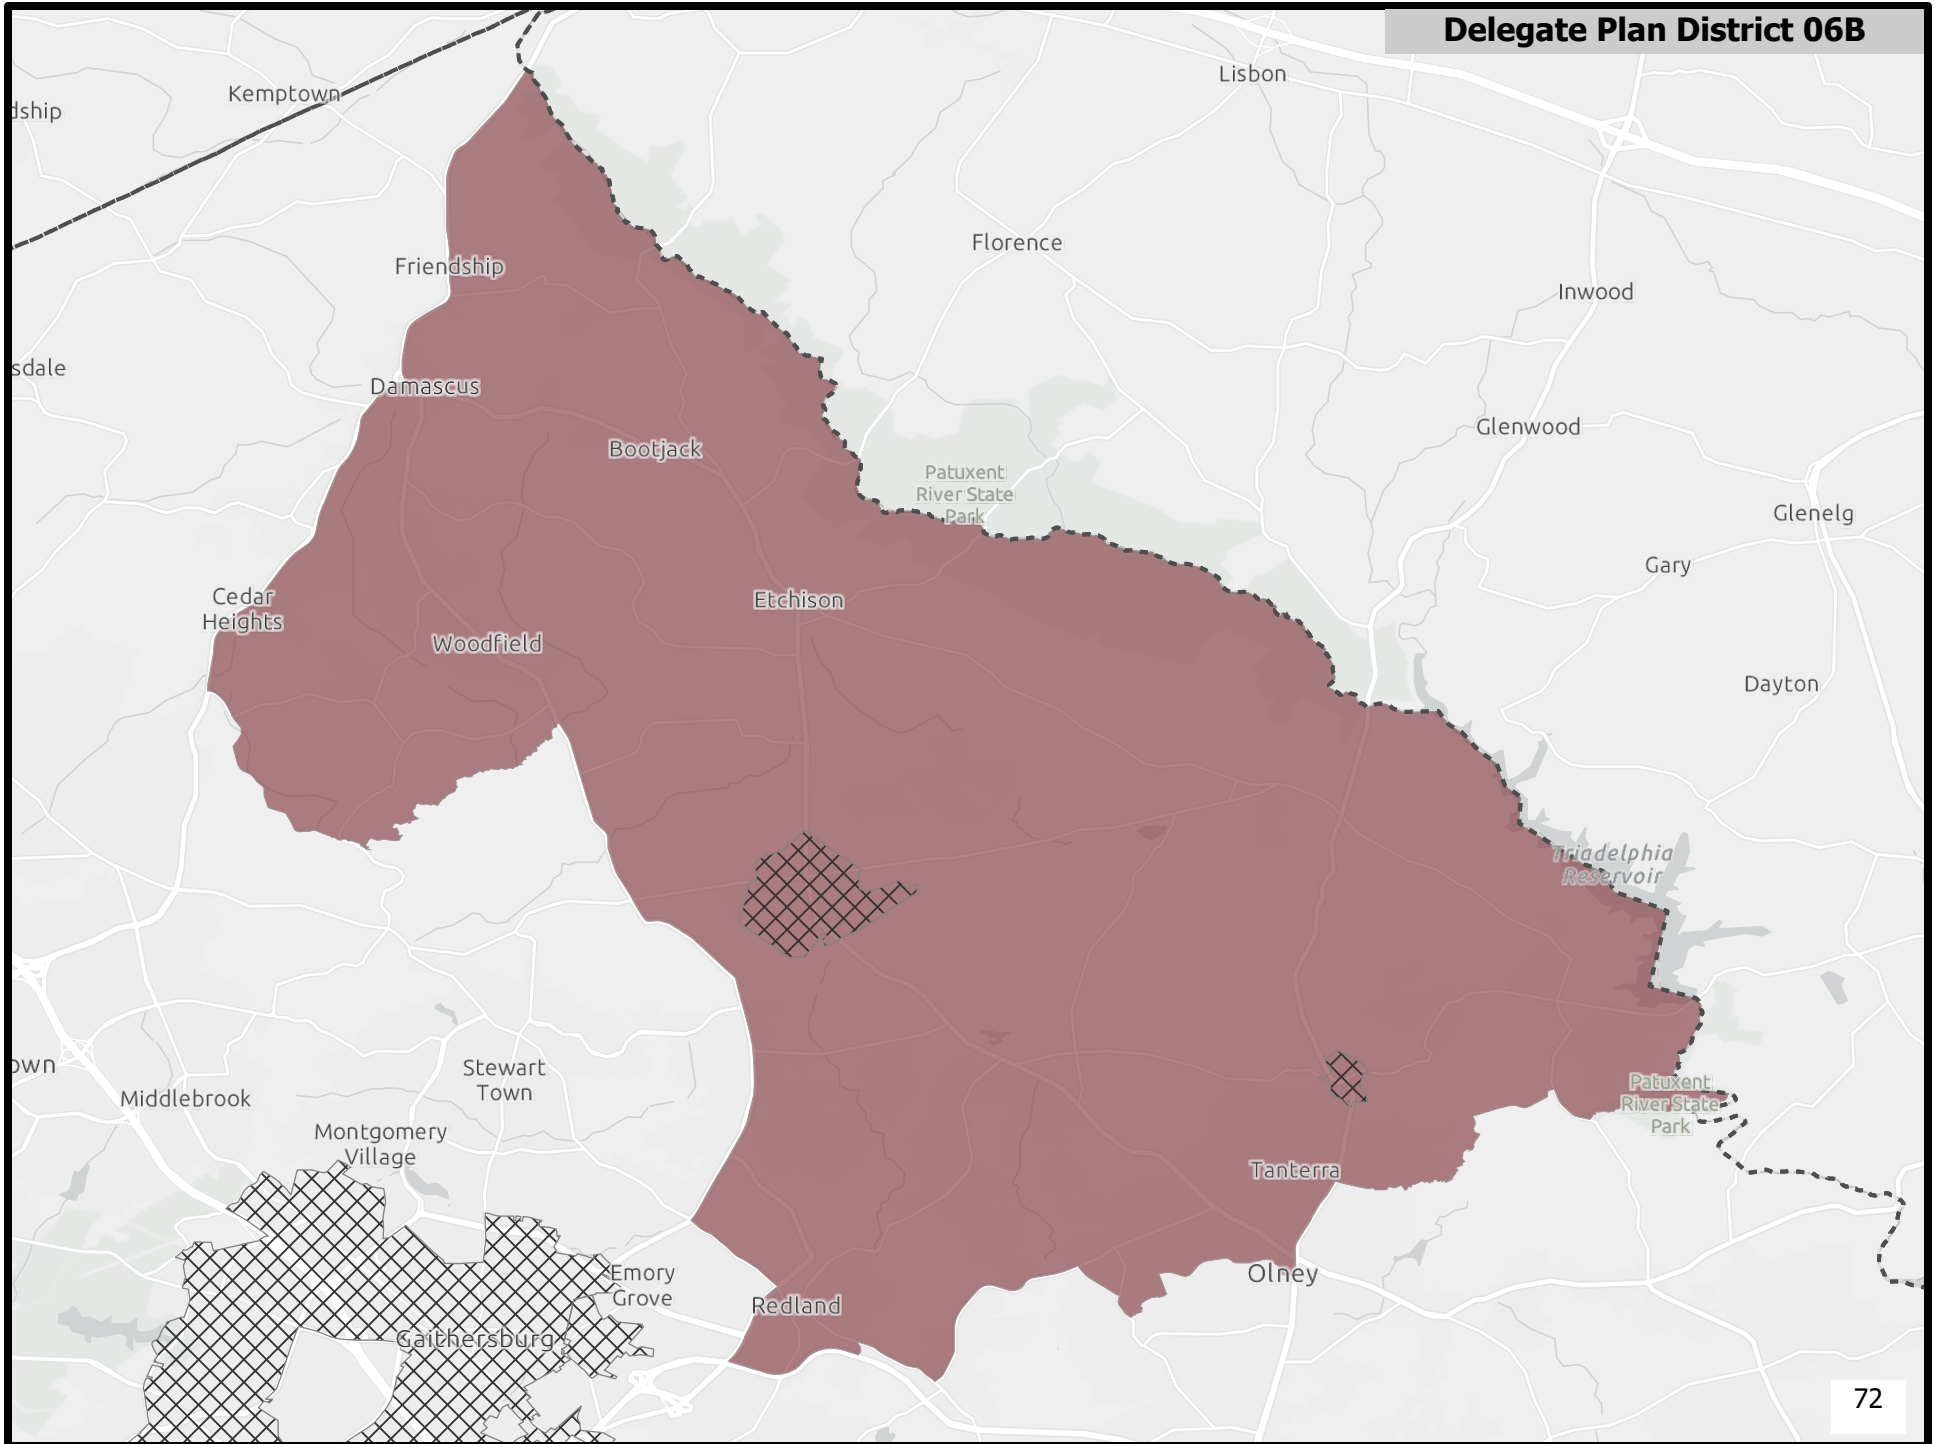 Delegate Plan District 06B
Lisbon
Kemptown
dship
Florence
Friendship
Inwood
sdale
Damascus
Glenwood
Bootjack
Patuxent
River State
Park
Glenelg
Gary
Cedar
Heights
Etchison
Woodfield
Dayton
Triadelphia
Reservoir
own
Stewart
Town
Middlebrook
Patuxent
River State
Park
Montgomery
Village
Tanterra
Emory
Grove
Olney
Redland
Gaithersburg
72